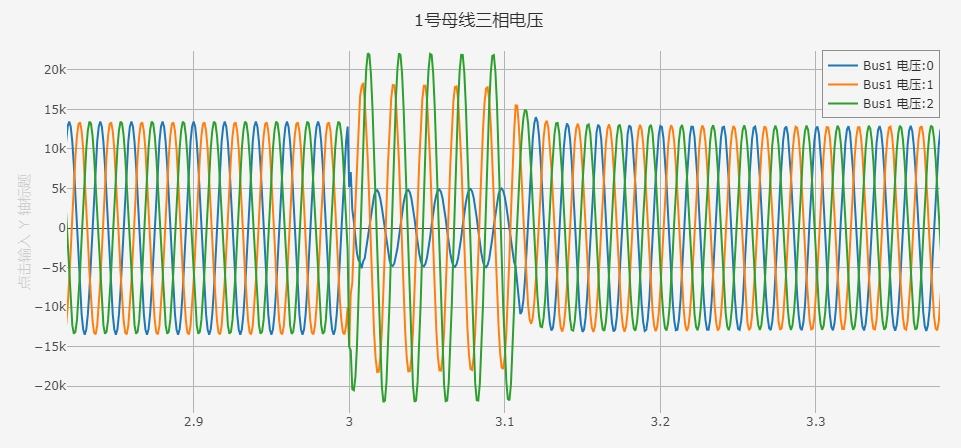 1号母线三相电压
Bus1 电压:0
Bus1 电压:1
Bus1 电压:2
点击输入 Y 轴标题
20k
15k
10k
5k
0
−5k
−10k
−15k
−20k
2.9
3
3.1
3.2
3.3